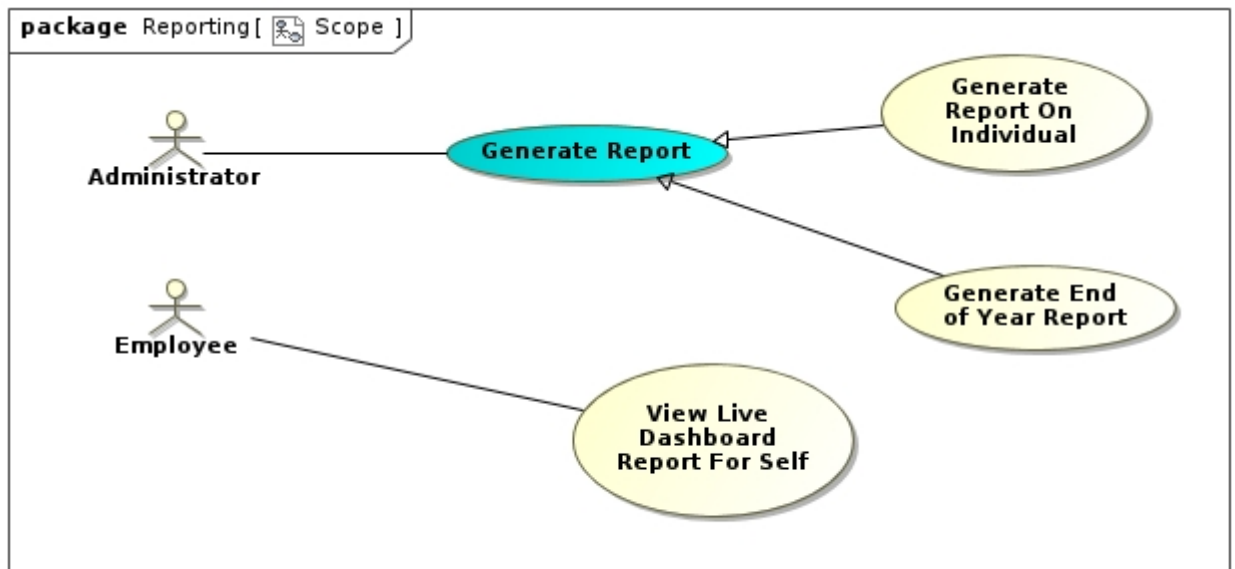 package Reporting[ Scope ]
Generate
Report On
Individual
Generate Report
Administrator
Generate End
of Year Report
Employee
View Live
Dashboard
Report For Self